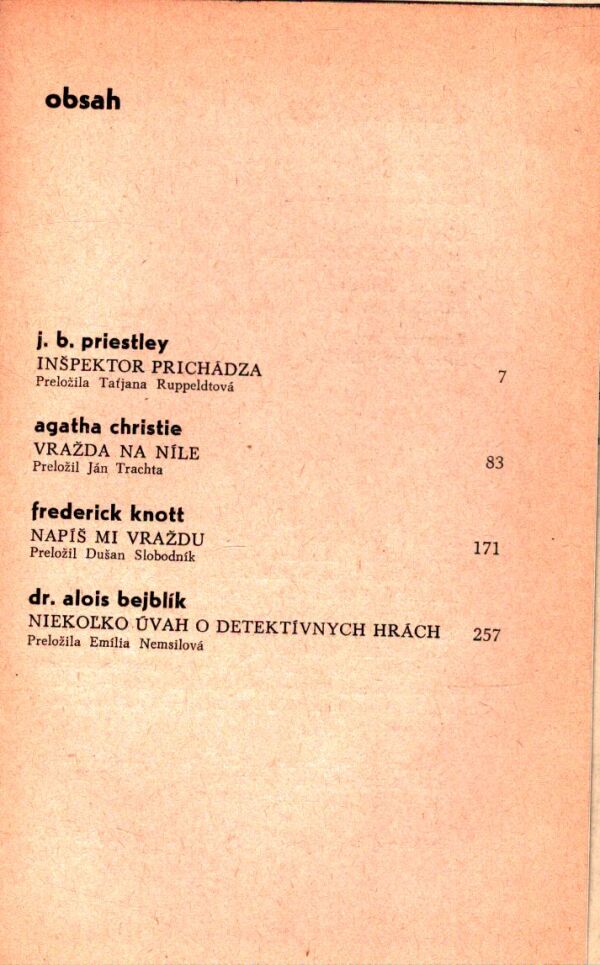 obsah
j. b. priestley
INŠPEKTOR PRICHÁDZA 7
Preložila Taťjana Ruppeldtová
agatha christie
VRAŽDA NA NÍLE 83
Preložil Ján Trachta
frederick knott
NAPÍŠ MI VRAŽDU 171
Preložil Dušan Slobodník
dr. alois bejblík
NIEKOĽKO ÚVAH O DETEKTÍVNYCH HRÁCH 257
Preložila Emília Nemsilová